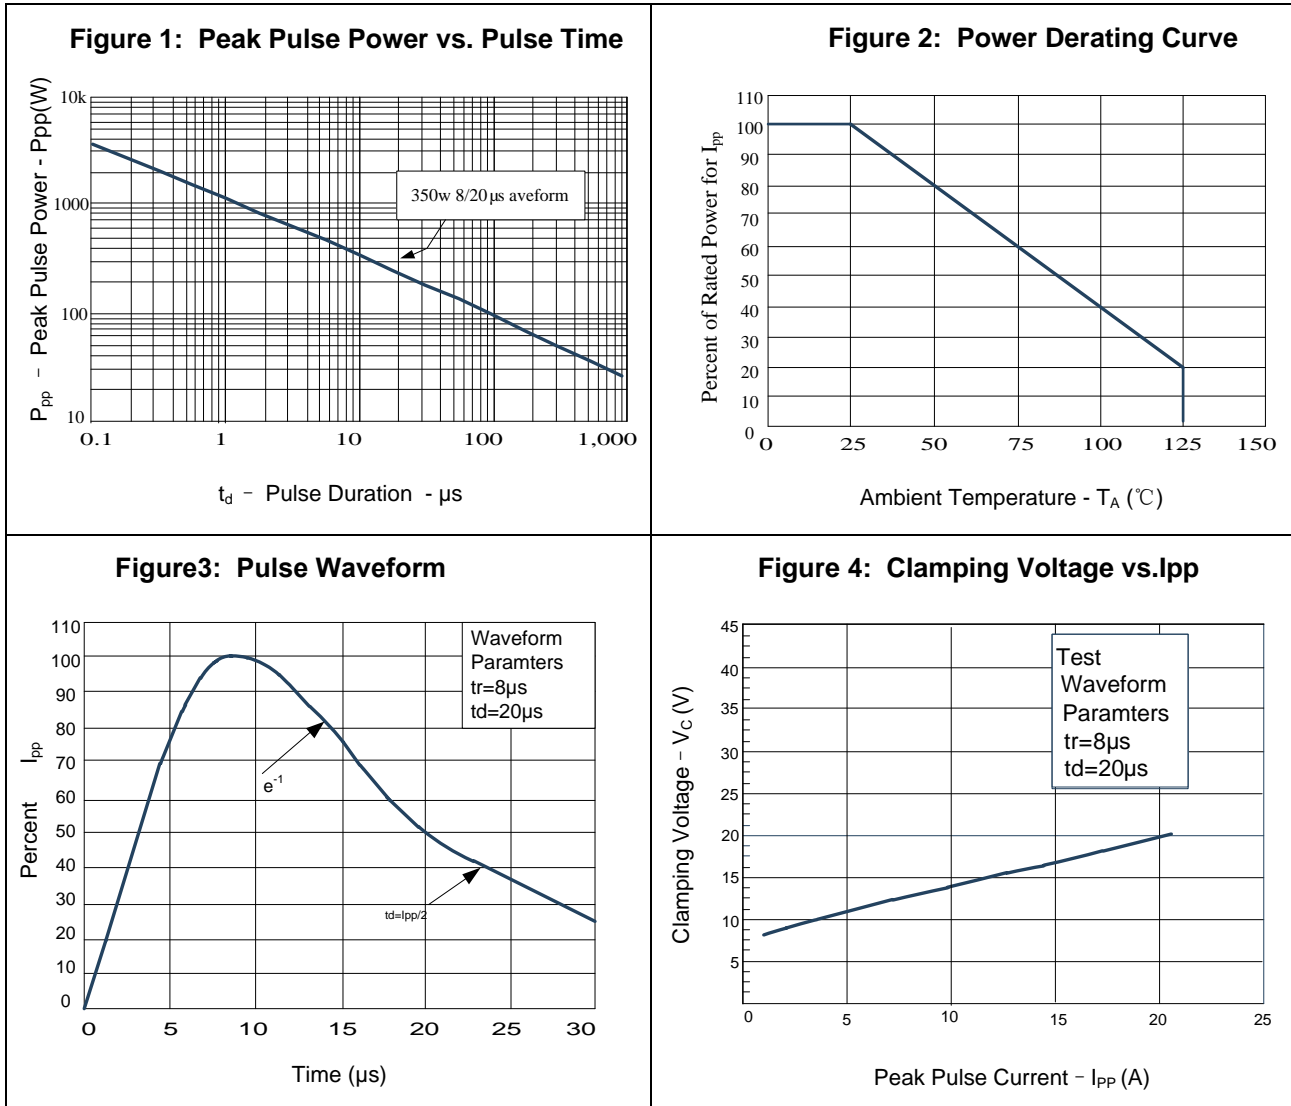 Figure 1: Peak Pulse Power vs. Pulse Time
Ppp – Peak Pulse Power - Ppp(W)
10k
1000
100
10
350w 8/20µs aveform
0.1 1 10 100 1,000
td – Pulse Duration - µs
Figure 2: Power Derating Curve
Percent of Rated Power for Ipp
110
100
90
80
70
60
50
40
30
20
10
0
0 25 50 75 100 125 150
Ambient Temperature - TA (℃)
Figure3: Pulse Waveform
Percent Ipp
110
100
90
80
70
60
50
40
30
20
10
0
Waveform
Paramters
tr=8µs
td=20µs
e-1
td=Ipp/2
0 5 10 15 20 25 30
Time (µs)
Figure 4: Clamping Voltage vs.Ipp
Clamping Voltage – VC (V)
45
40
35
30
25
20
15
10
5
Test
Waveform
Paramters
tr=8µs
td=20µs
0 5 10 15 20 25
Peak Pulse Current – IPP (A)